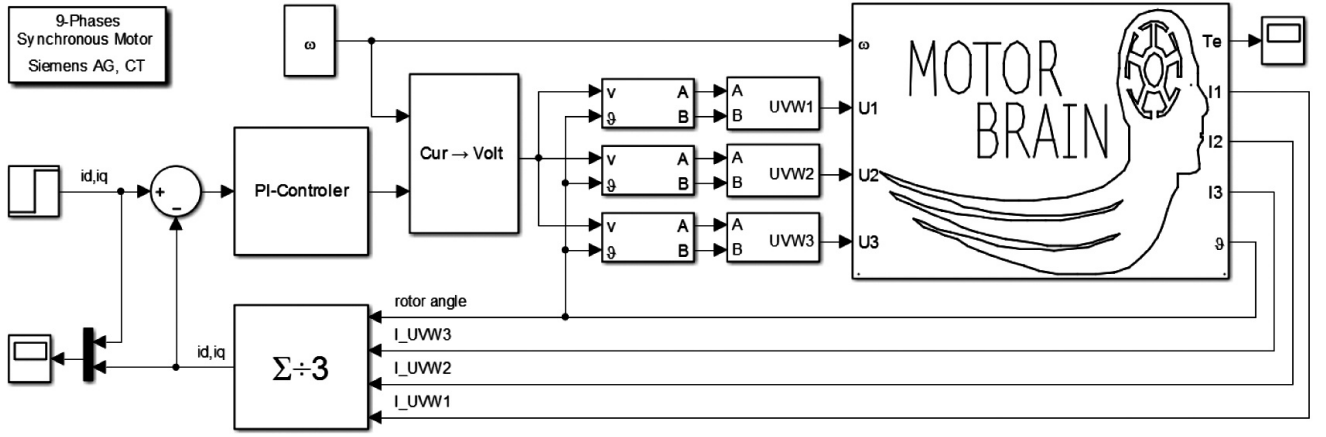 9-Phases
Synchronous Motor
Siemens AG, CT
ω
id,iq
+
−
PI-Controler
Cur → Volt
v A
ϑ B
A UVW1
B
v A
ϑ B
A UVW2
B
v A
ϑ B
A UVW3
B
ω
U1
U2
U3
MOTOR
BRAIN
Te
I1
I2
I3
ϑ
rotor angle
I_UVW3
I_UVW2
I_UVW1
id,iq
Σ÷3